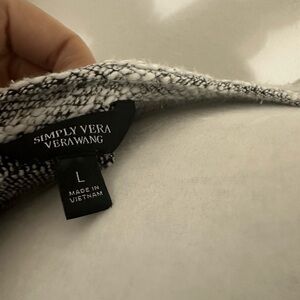 SIMPLY VERA
VERAWANG
L
MADE IN
VIETNAM